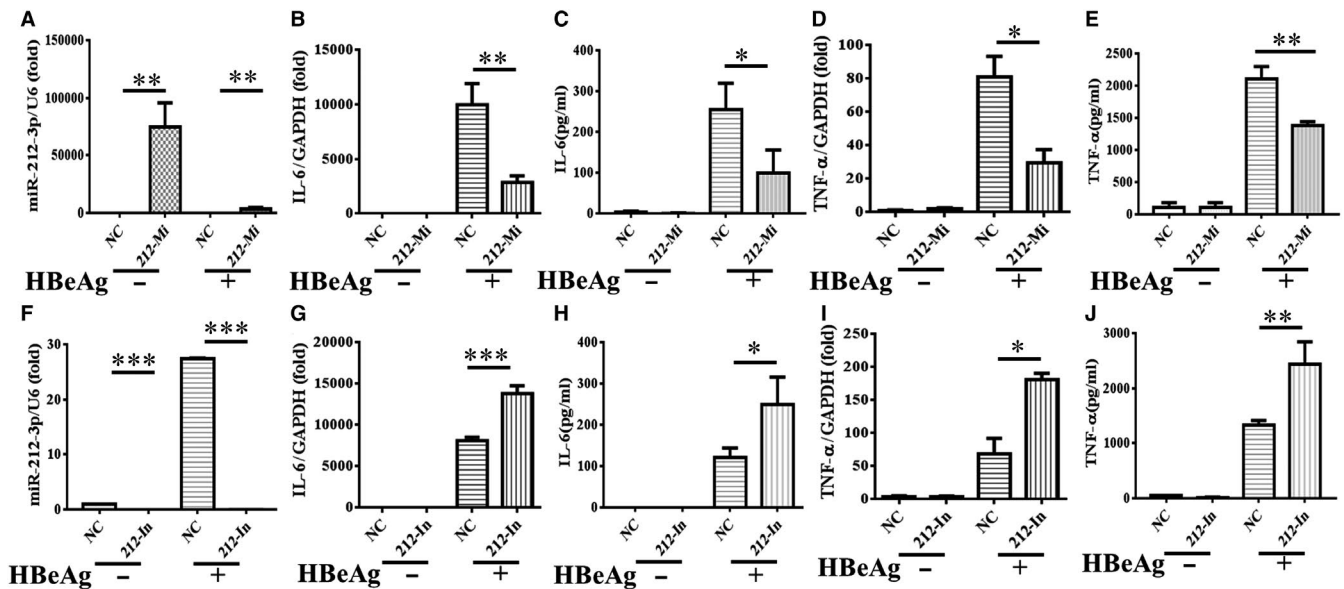 A
miR-212-3p/U6 (fold)
150000
100000
50000
0
**
**
NC
212-Mi
NC
212-Mi
HBeAg
−
+
B
IL-6/GAPDH (fold)
15000
10000
5000
0
**
NC
212-Mi
NC
212-Mi
−
+
C
IL-6(pg/ml)
400
300
200
100
0
*
NC
212-Mi
NC
212-Mi
−
+
D
TNF-α/GAPDH (fold)
100
80
60
40
20
0
*
NC
212-Mi
NC
212-Mi
−
+
E
TNF-α(pg/ml)
2500
2000
1500
1000
500
0
**
NC
212-Mi
NC
212-Mi
−
+
HBeAg
HBeAg
HBeAg
HBeAg
F
miR-212-3p/U6 (fold)
30
20
10
0
***
***
NC
212-In
NC
212-In
HBeAg
−
+
G
IL-6/GAPDH (fold)
20000
15000
10000
5000
0
***
NC
212-In
NC
212-In
HBeAg
−
+
H
IL-6(pg/ml)
400
300
200
100
0
*
NC
212-In
NC
212-In
HBeAg
−
+
I
TNF-α/GAPDH (fold)
250
200
150
100
50
0
*
NC
212-In
NC
212-In
HBeAg
−
+
J
TNF-α(pg/ml)
3000
2000
1000
0
**
NC
212-In
NC
212-In
HBeAg
−
+